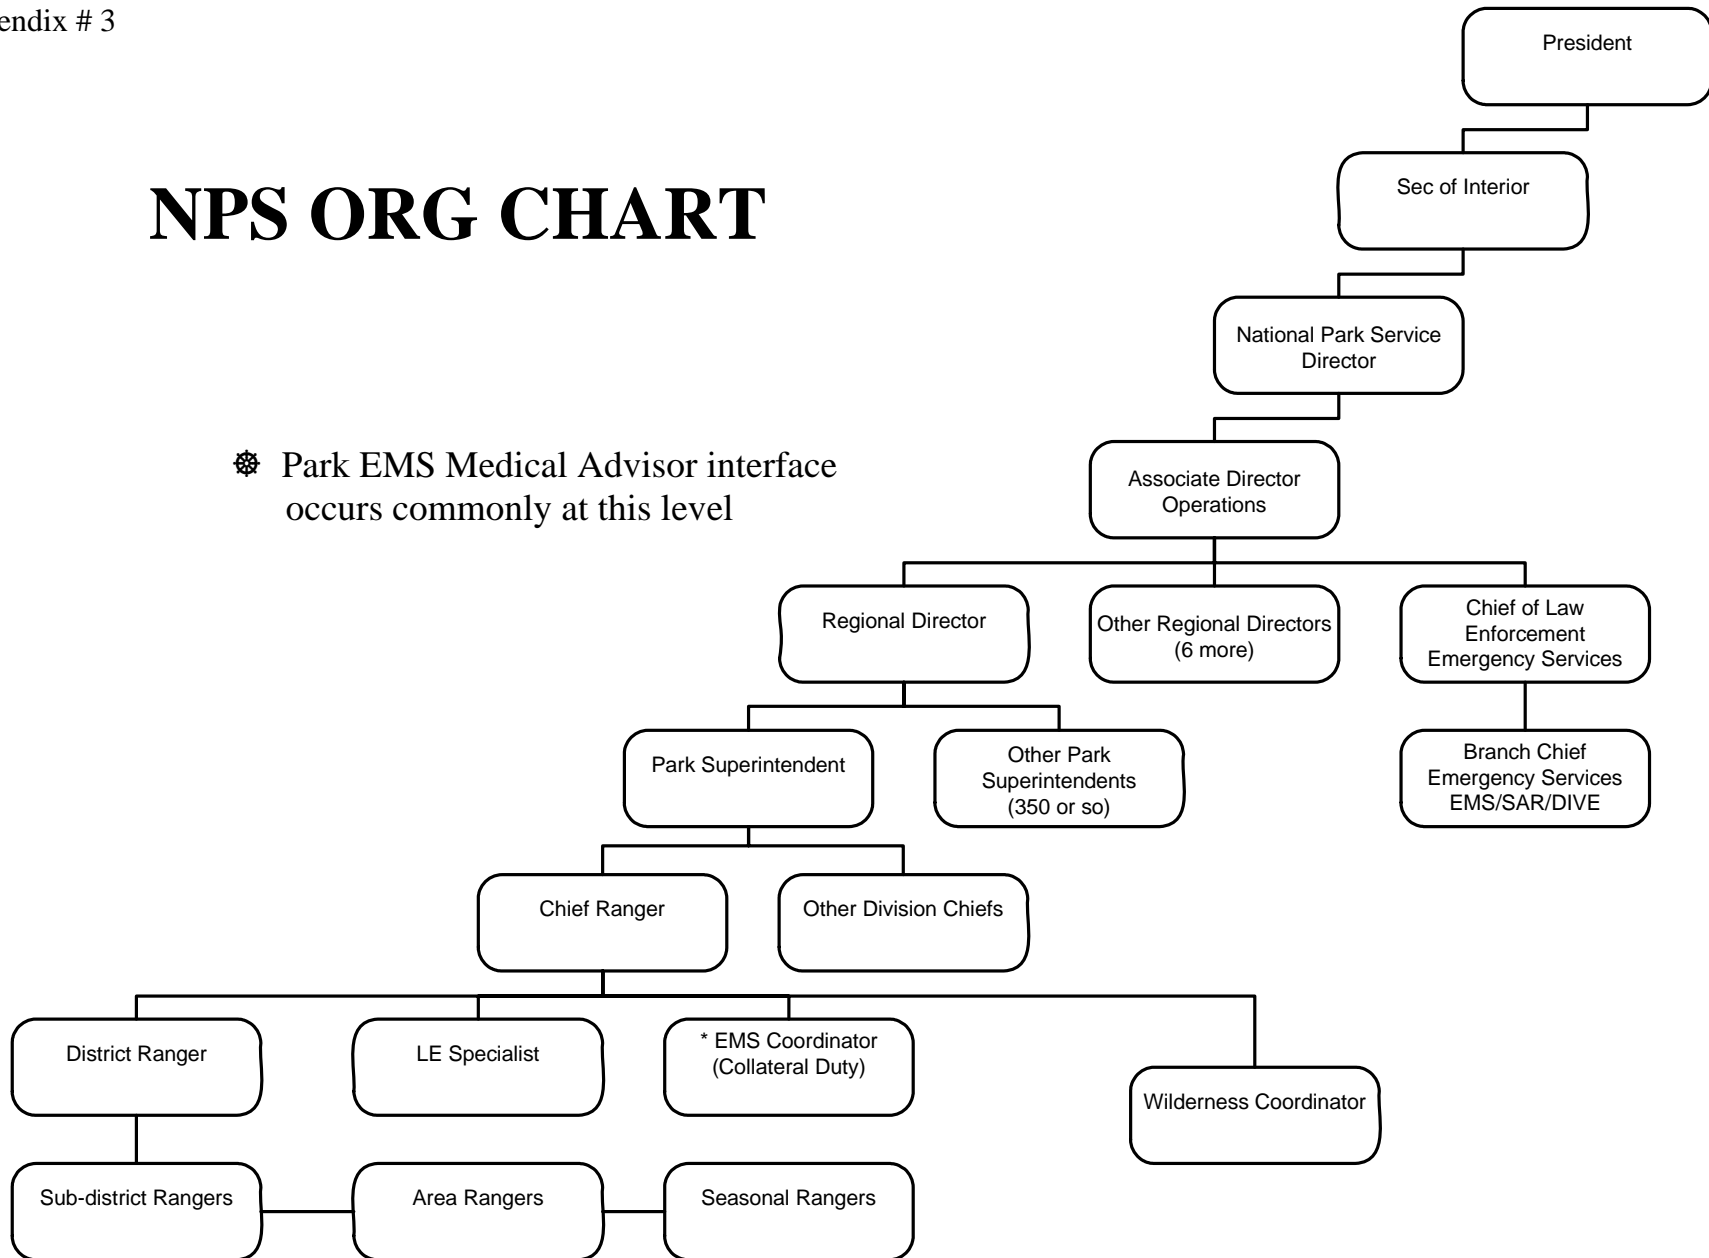 endix # 3
President
Sec of Interior
NPS ORG CHART
National Park Service
Director
❁ Park EMS Medical Advisor interface
occurs commonly at this level
Associate Director
Operations
Regional Director
Other Regional Directors
(6 more)
Chief of Law
Enforcement
Emergency Services
Park Superintendent
Other Park
Superintendents
(350 or so)
Branch Chief
Emergency Services
EMS/SAR/DIVE
Chief Ranger
Other Division Chiefs
District Ranger
LE Specialist
* EMS Coordinator
(Collateral Duty)
Wilderness Coordinator
Sub-district Rangers
Area Rangers
Seasonal Rangers